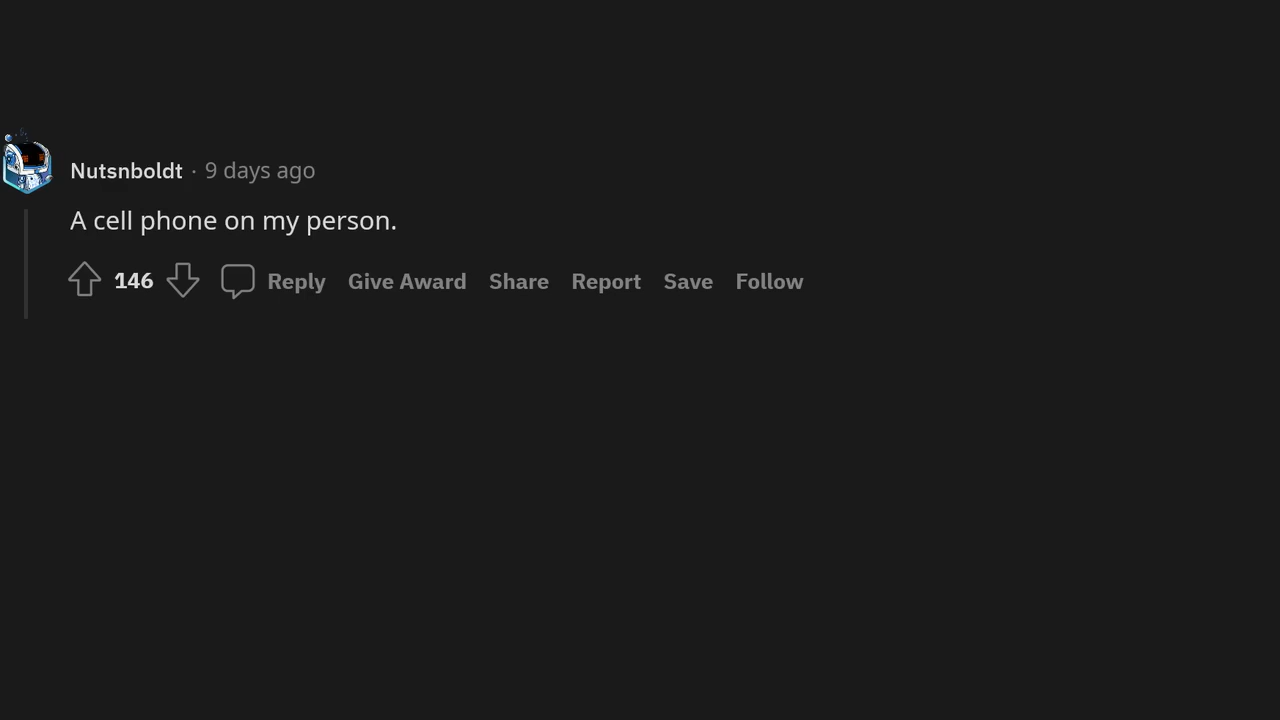 Nutsnboldt · 9 days ago
A cell phone on my person.
146 Reply Give Award Share Report Save Follow